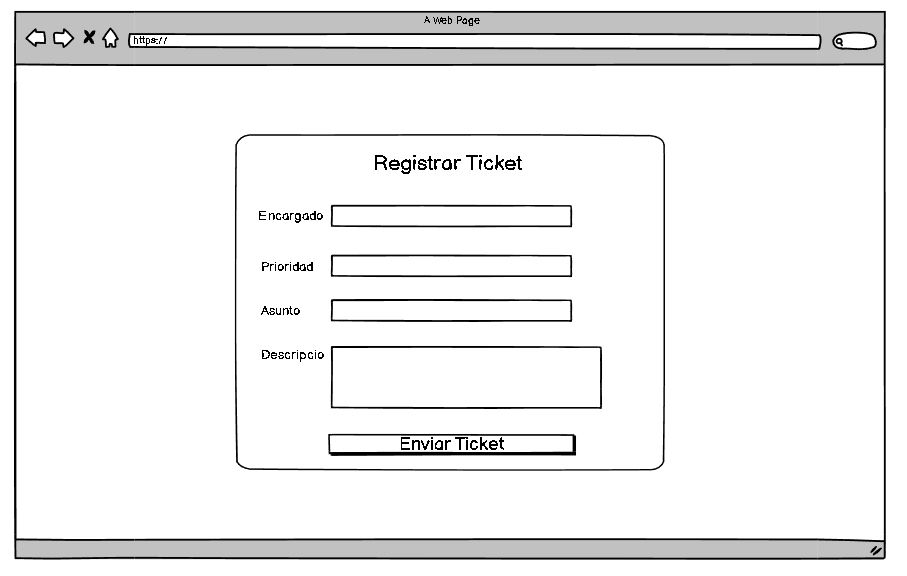 A Web Page
https://
Registrar Ticket
Encargado
Prioridad
Asunto
Descripcio
Enviar Ticket